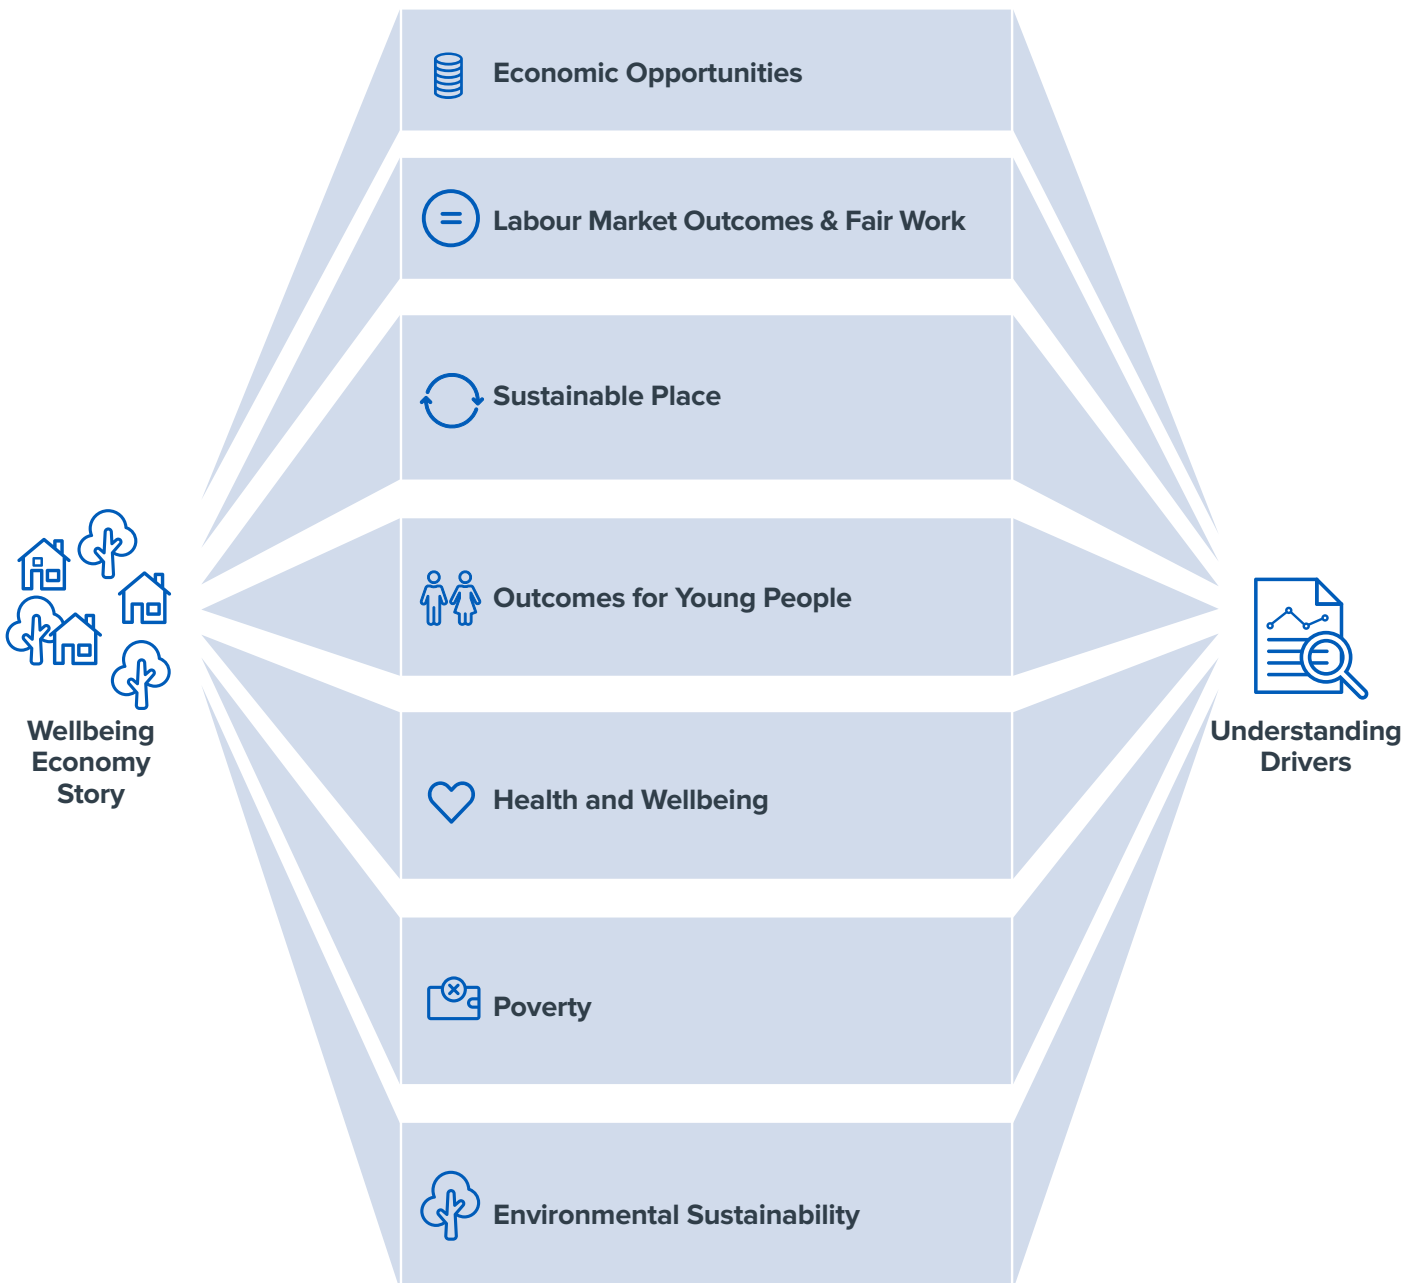 Economic Opportunities
Labour Market Outcomes & Fair Work
Sustainable Place
Outcomes for Young People
Health and Wellbeing
Poverty
Environmental Sustainability
Wellbeing
Economy
Story
Understanding
Drivers